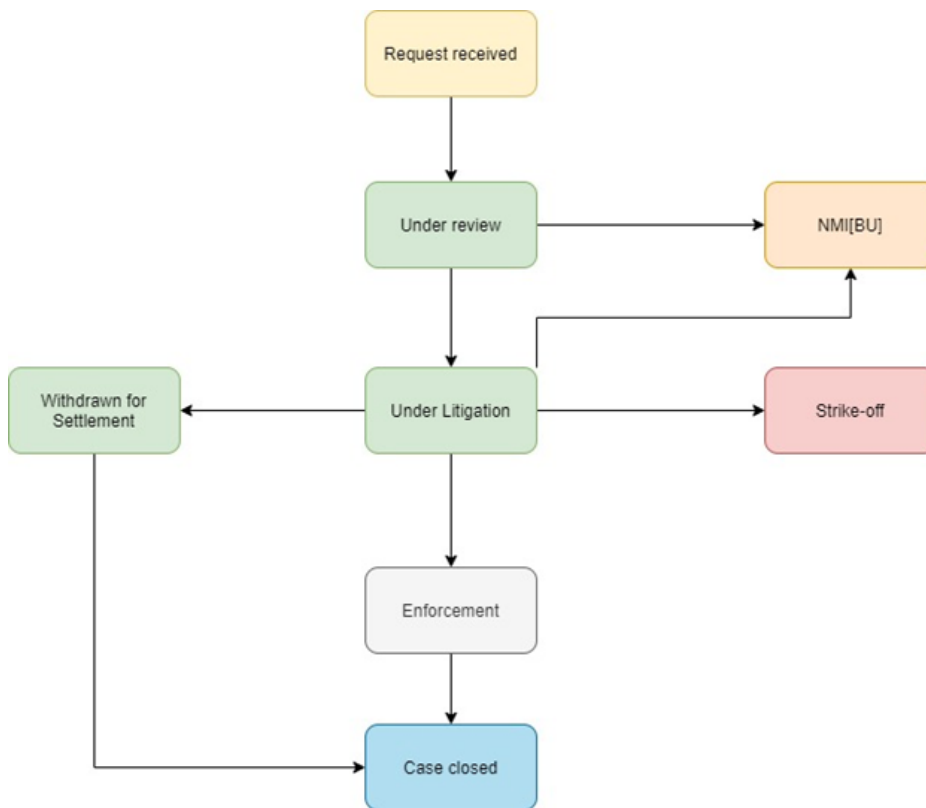 Request received
Under review
NMI[BU]
Withdrawn for
Settlement
Under Litigation
Strike-off
Enforcement
Case closed